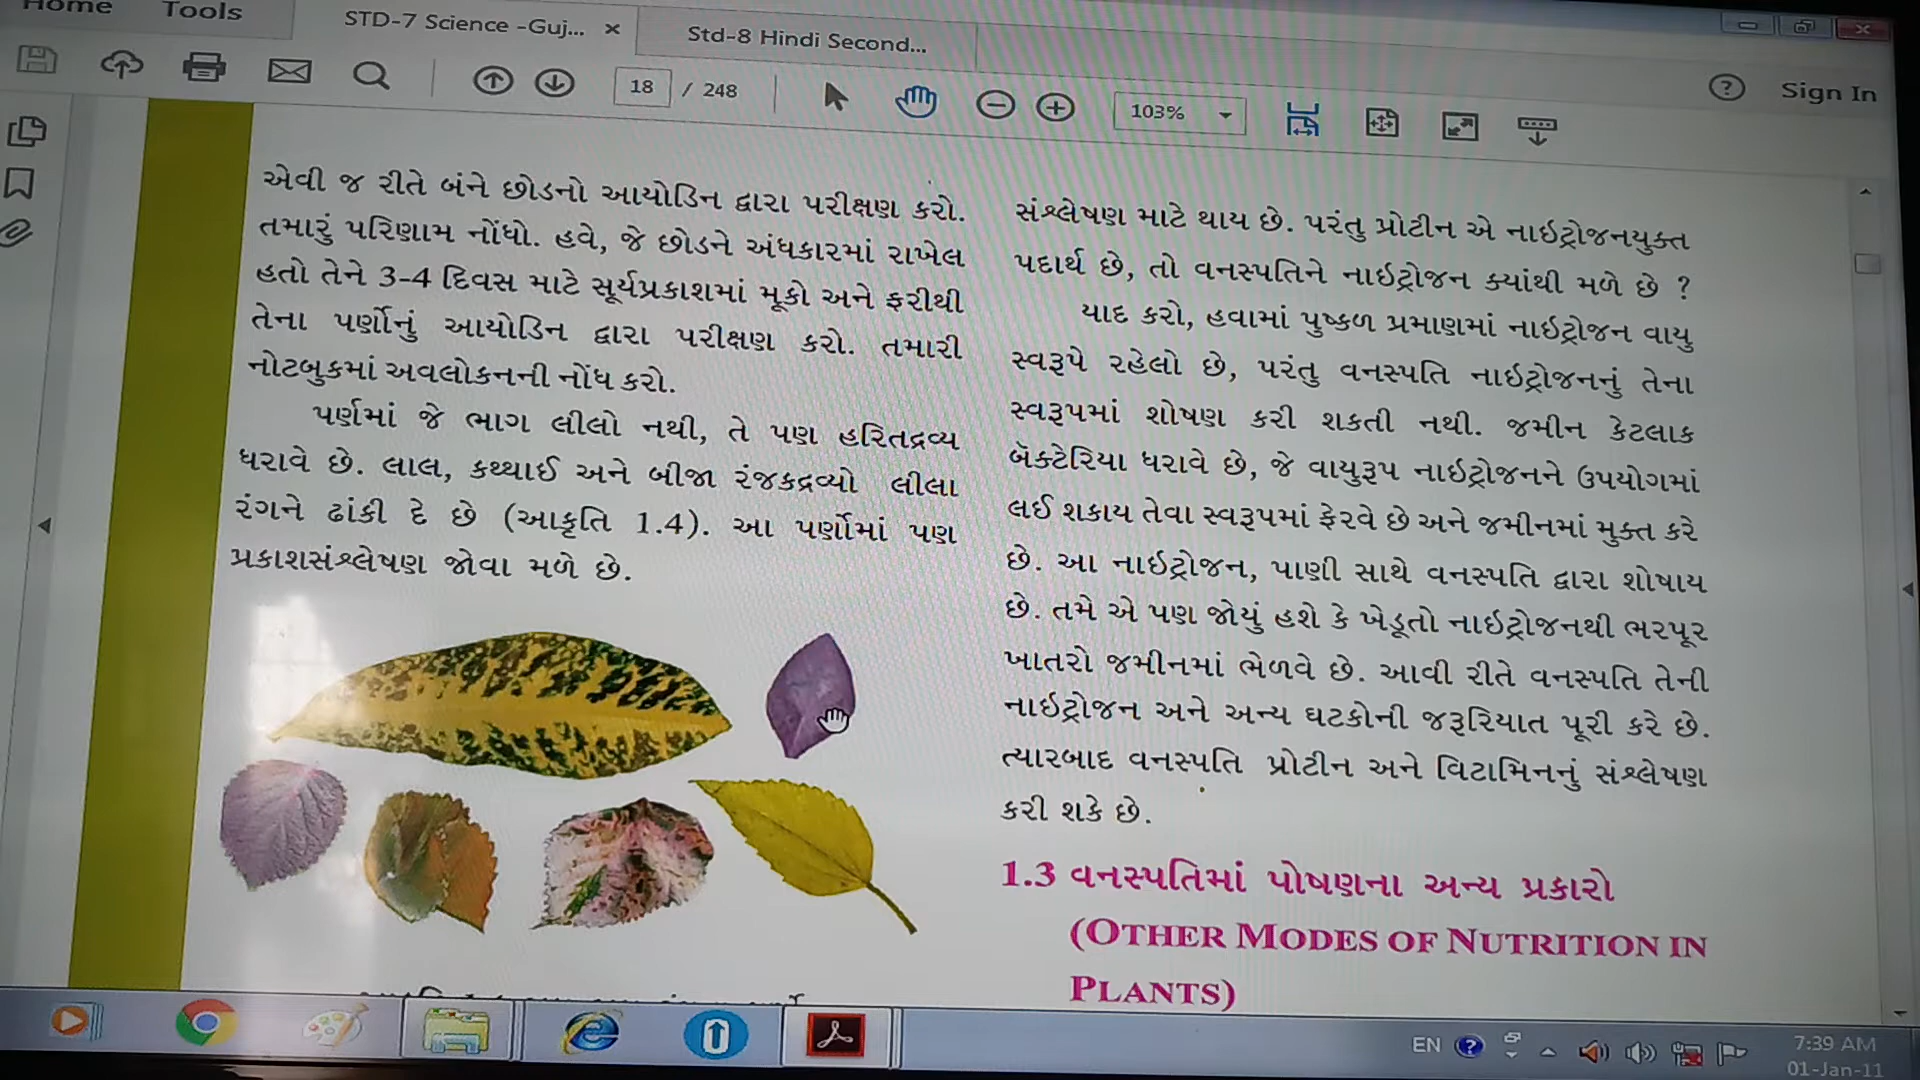 Home Tools
STD-7 Science -Guj... ×
Std-8 Hindi Second...
18 / 248
103%
Sign In
એવી જ રીતે બંને છોડનો આયોડિન દ્વારા પરીક્ષણ કરો.
તમારું પરિણામ નોંધો. હવે, જે છોડને અંધકારમાં રાખેલ
હતો તેને 3-4 દિવસ માટે સૂર્યપ્રકાશમાં મૂકો અને ફરીથી
તેના પર્ણોનું આયોડિન દ્વારા પરીક્ષણ કરો. તમારી
નોટબુકમાં અવલોકનની નોંધ કરો.
પર્ણમાં જે ભાગ લીલો નથી, તે પણ હરિતદ્રવ્ય
ધરાવે છે. લાલ, કથ્થાઈ અને બીજા રંજકદ્રવ્યો લીલા
રંગને ઢાંકી દે છે (આકૃતિ 1.4). આ પર્ણોમાં પણ
પ્રકાશસંશ્લેષણ જોવા મળે છે.
સંશ્લેષણ માટે થાય છે. પરંતુ પ્રોટીન એ નાઇટ્રોજનયુક્ત
પદાર્થ છે, તો વનસ્પતિને નાઇટ્રોજન ક્યાંથી મળે છે ?
યાદ કરો, હવામાં પુષ્કળ પ્રમાણમાં નાઇટ્રોજન વાયુ
સ્વરૂપે રહેલો છે, પરંતુ વનસ્પતિ નાઇટ્રોજનનું તેના
સ્વરૂપમાં શોષણ કરી શકતી નથી. જમીન કેટલાક
બૅક્ટેરિયા ધરાવે છે, જે વાયુરૂપ નાઇટ્રોજનને ઉપયોગમાં
લઈ શકાય તેવા સ્વરૂપમાં ફેરવે છે અને જમીનમાં મુક્ત કરે
છે. આ નાઇટ્રોજન, પાણી સાથે વનસ્પતિ દ્વારા શોષાય
છે. તમે એ પણ જોયું હશે કે ખેડૂતો નાઇટ્રોજનથી ભરપૂર
ખાતરો જમીનમાં ભેળવે છે. આવી રીતે વનસ્પતિ તેની
નાઇટ્રોજન અને અન્ય ઘટકોની જરૂરિયાત પૂરી કરે છે.
ત્યારબાદ વનસ્પતિ પ્રોટીન અને વિટામિનનું સંશ્લેષણ
કરી શકે છે.
1.3 વનસ્પતિમાં પોષણના અન્ય પ્રકારો
(OTHER MODES OF NUTRITION IN
PLANTS)
EN
7:39 AM
01-Jan-11